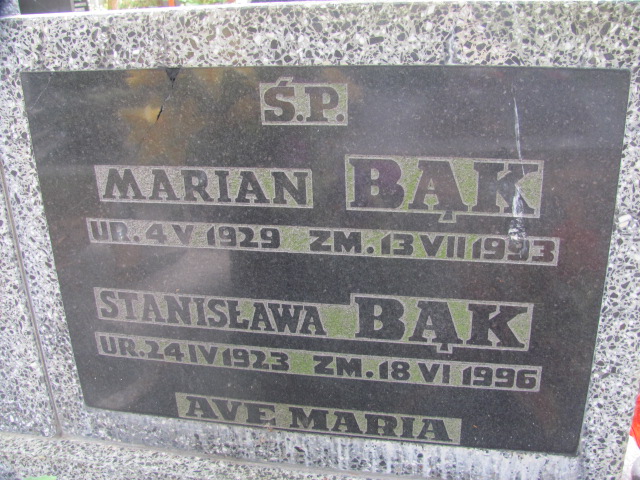 Ś.P.
MARIAN BĄK
UR. 4 V 1929 ZM. 13 VII 1993
STANISŁAWA BĄK
UR. 24 IV 1923 ZM. 18 VI 1996
AVE MARIA